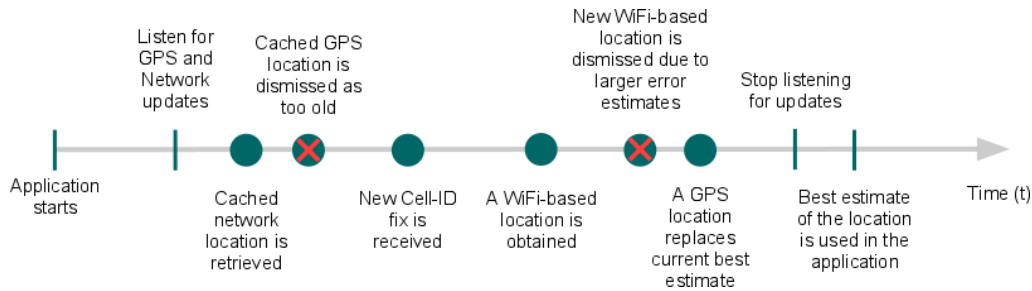 Application
starts
Listen for
GPS and
Network
updates
Cached
network
location is
retrieved
Cached GPS
location is
dismissed as
too old
New Cell-ID
fix is
received
A WiFi-based
location is
obtained
New WiFi-based
location is
dismissed due to
larger error
estimates
A GPS
location
replaces
current best
estimate
Stop listening
for updates
Best estimate
of the location
is used in the
application
Time (t)